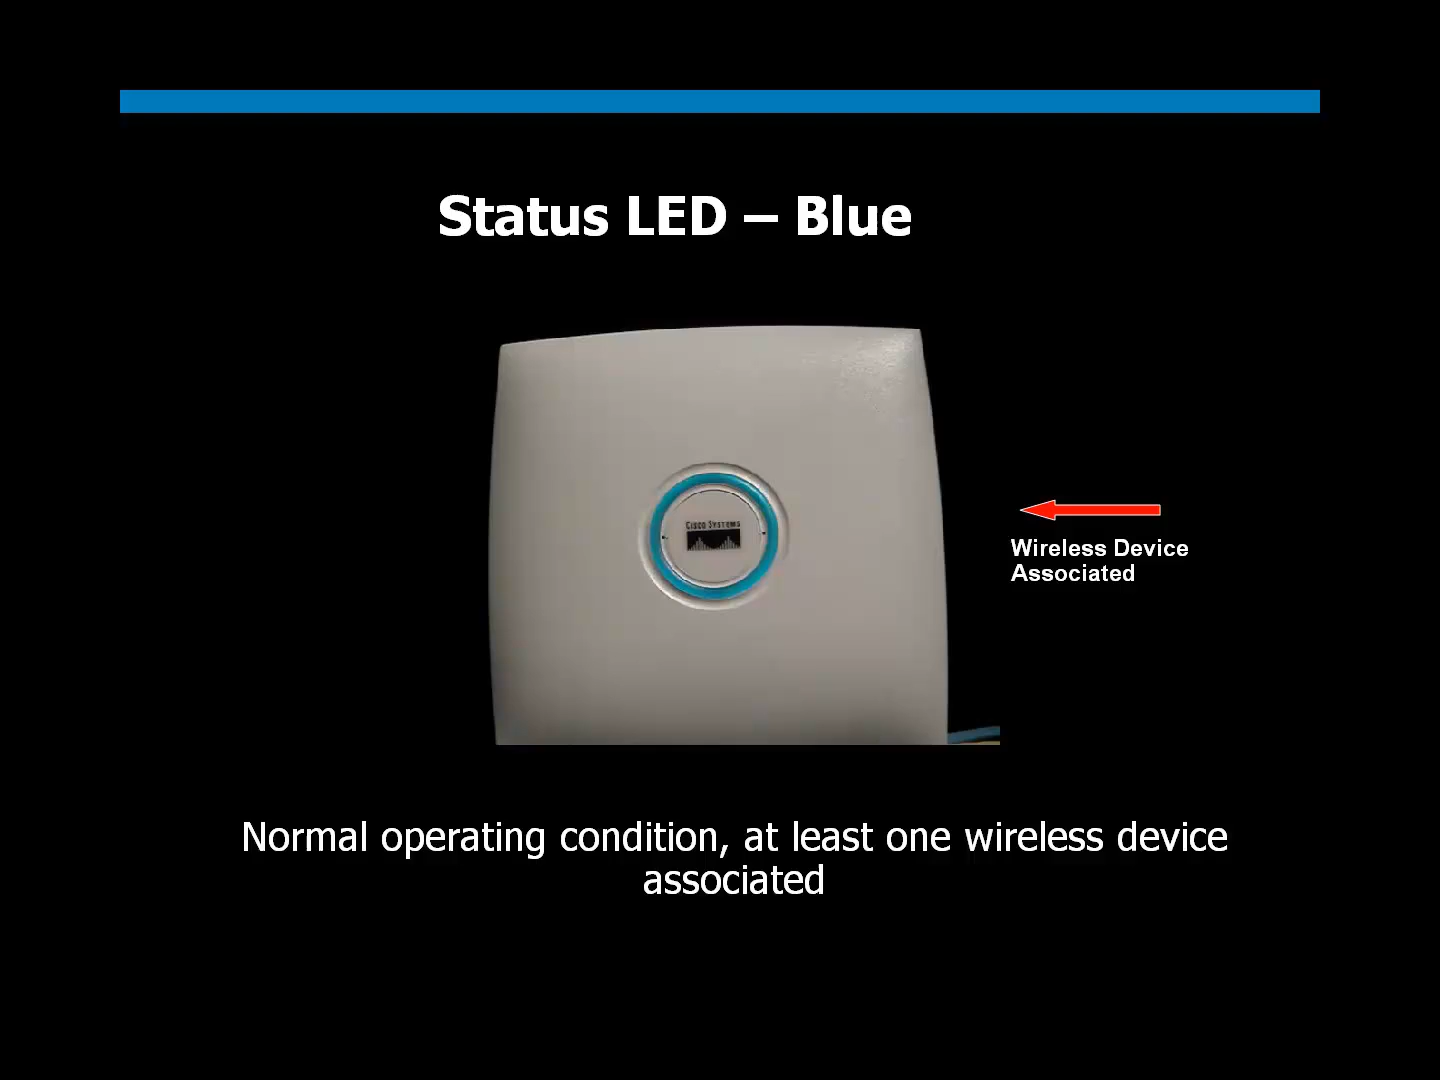 Status LED – Blue
CISCO SYSTEMS
Wireless Device
Associated
Normal operating condition, at least one wireless device
associated